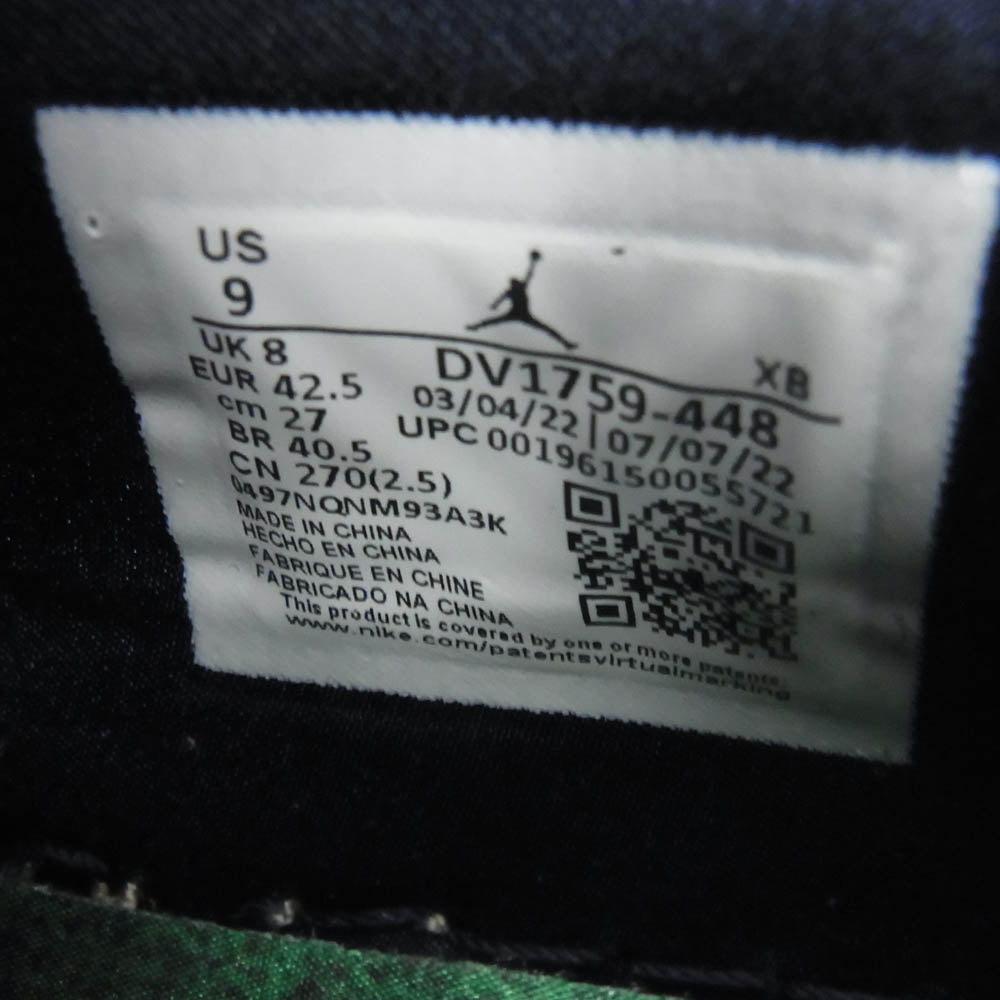 US
9
UK 8
EUR 42.5
cm 27
BR 40.5
CN 270(2.5)
0497NQNM93A3K
MADE IN CHINA
HECHO EN CHINA
FABRIQUE EN CHINE
FABRICADO NA CHINA
This product is covered by one or more patents:
www.nike.com/patentsvirtualmarking
X8
DV1759-448
03/04/22 | 07/07/22
UPC 00196150055721